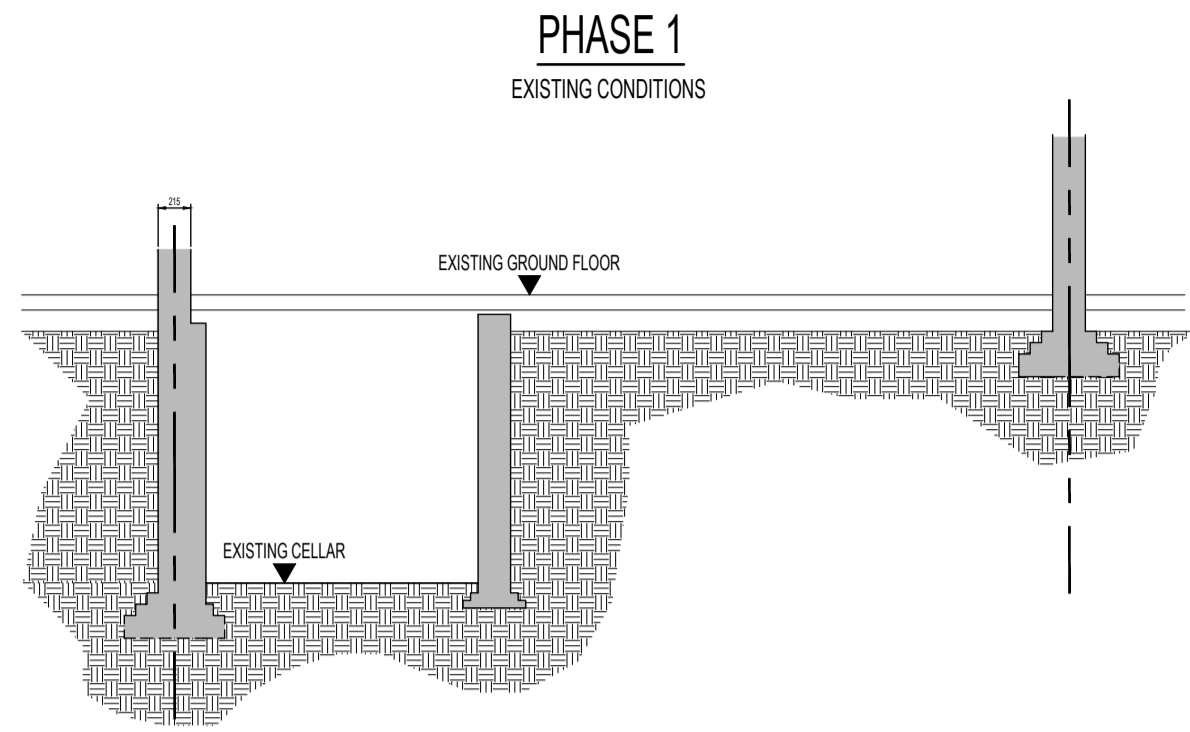 PHASE 1
EXISTING CONDITIONS
215
EXISTING GROUND FLOOR
EXISTING CELLAR